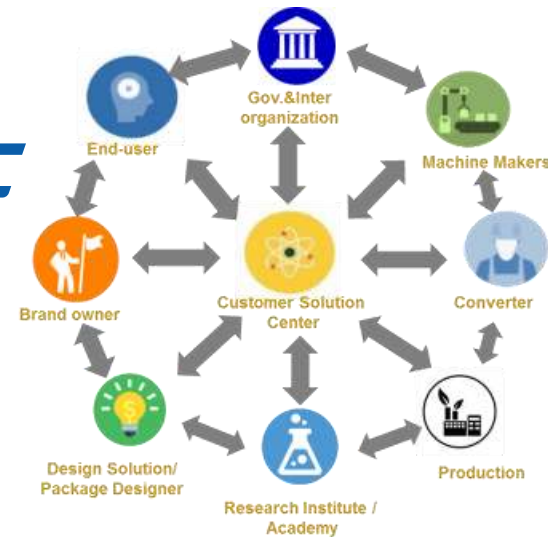 Gov.&Inter
organization
End-user
Machine Makers
Brand owner
Customer Solution
Center
Converter
Design Solution/
Package Designer
Research Institute /
Academy
Production